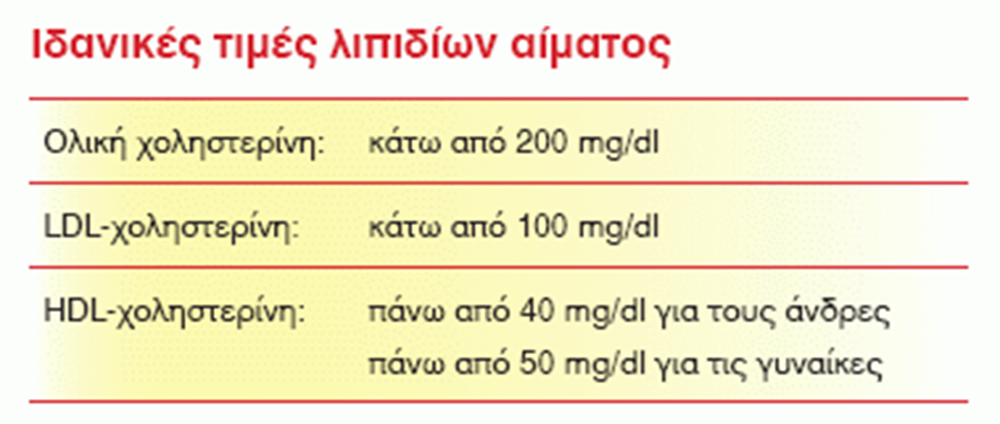 Ιδανικές τιμές λιπιδίων αίματος
Ολική χοληστερίνη: κάτω από 200 mg/dl
LDL-χοληστερίνη: κάτω από 100 mg/dl
HDL-χοληστερίνη: πάνω από 40 mg/dl για τους άνδρες
πάνω από 50 mg/dl για τις γυναίκες